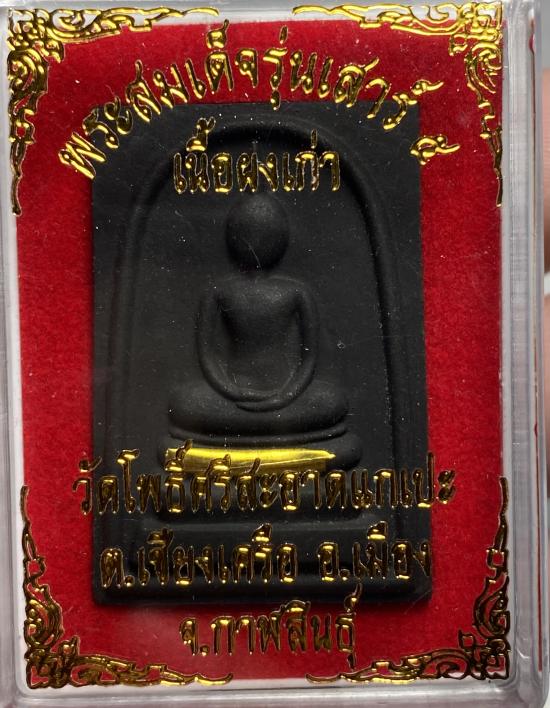 พระสมเด็จรุ่นเสาร์ ๕
เนื้อผงเก่า
วัดโพธิ์ศรีสะอาดแกเปะ
ต.เชียงเครือ อ.เมือง
จ.กาฬสินธุ์